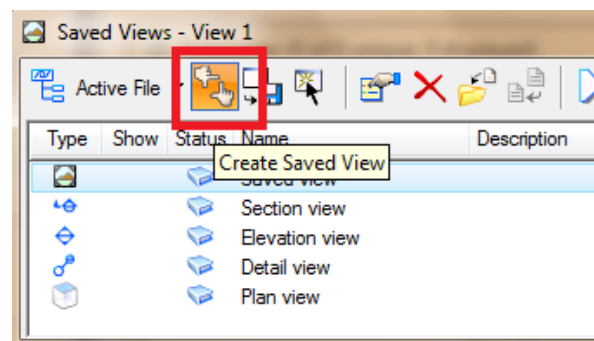 Saved Views - View 1
Active File
Type Show Status Name Description
Create Saved View
Saved view
Section view
Elevation view
Detail view
Plan view